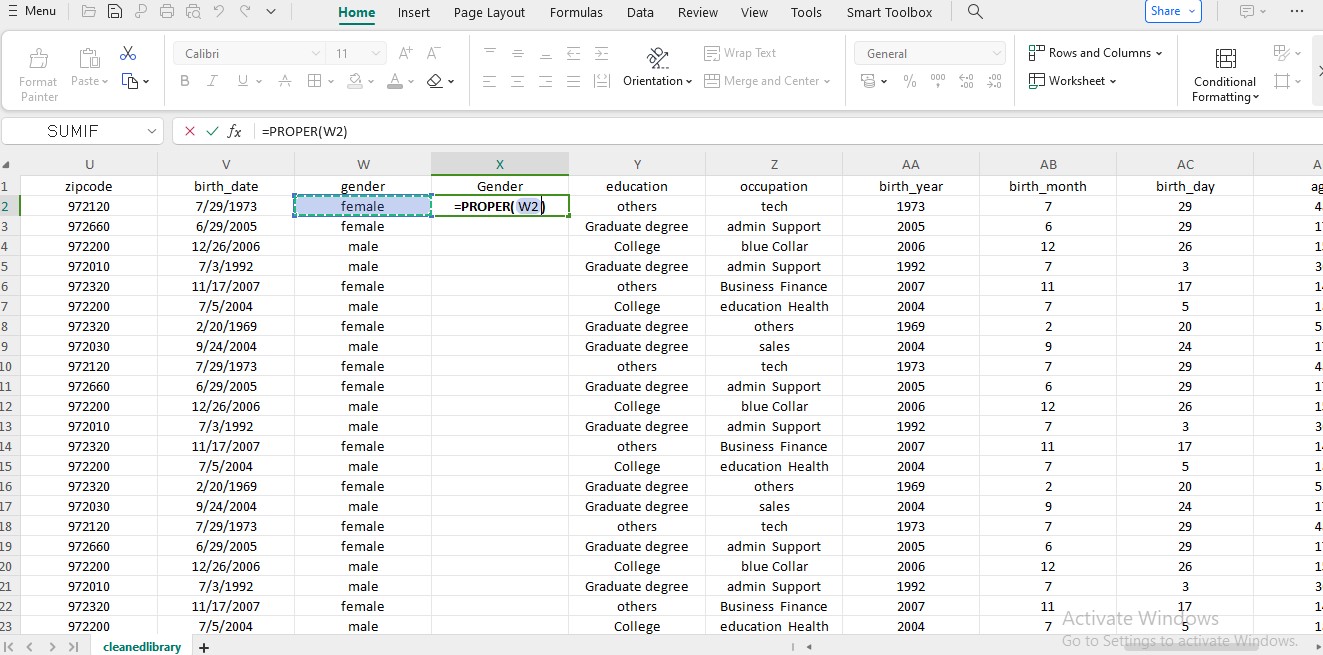 Menu Home Insert Page Layout Formulas Data Review View Tools Smart Toolbox Share
Calibri 11 Wrap Text General Rows and Columns
Format Painter Paste B I U A Orientation Merge and Center % Worksheet Conditional Formatting
SUMIF fx =PROPER(W2)
U V W X Y Z AA AB AC A
1 zipcode birth_date gender Gender education occupation birth_year birth_month birth_day ag
2 972120 7/29/1973 female =PROPER( W2 ) others tech 1973 7 29 4
3 972660 6/29/2005 female Graduate degree admin Support 2005 6 29 1
4 972200 12/26/2006 male College blue Collar 2006 12 26 1
5 972010 7/3/1992 male Graduate degree admin Support 1992 7 3 3
6 972320 11/17/2007 female others Business Finance 2007 11 17 1
7 972200 7/5/2004 male College education Health 2004 7 5 1
8 972320 2/20/1969 female Graduate degree others 1969 2 20 5
9 972030 9/24/2004 male Graduate degree sales 2004 9 24 1
10 972120 7/29/1973 female others tech 1973 7 29 4
11 972660 6/29/2005 female Graduate degree admin Support 2005 6 29 1
12 972200 12/26/2006 male College blue Collar 2006 12 26 1
13 972010 7/3/1992 male Graduate degree admin Support 1992 7 3 3
14 972320 11/17/2007 female others Business Finance 2007 11 17 1
15 972200 7/5/2004 male College education Health 2004 7 5 1
16 972320 2/20/1969 female Graduate degree others 1969 2 20 5
17 972030 9/24/2004 male Graduate degree sales 2004 9 24 1
18 972120 7/29/1973 female others tech 1973 7 29 4
19 972660 6/29/2005 female Graduate degree admin Support 2005 6 29 1
20 972200 12/26/2006 male College blue Collar 2006 12 26 1
21 972010 7/3/1992 male Graduate degree admin Support 1992 7 3 3
22 972320 11/17/2007 female others Business Finance 2007 11 17 1
23 972200 7/5/2004 male College education Health 2004 7 5 1
Activate Windows
Go to Settings to activate Windows.
cleanedlibrary +